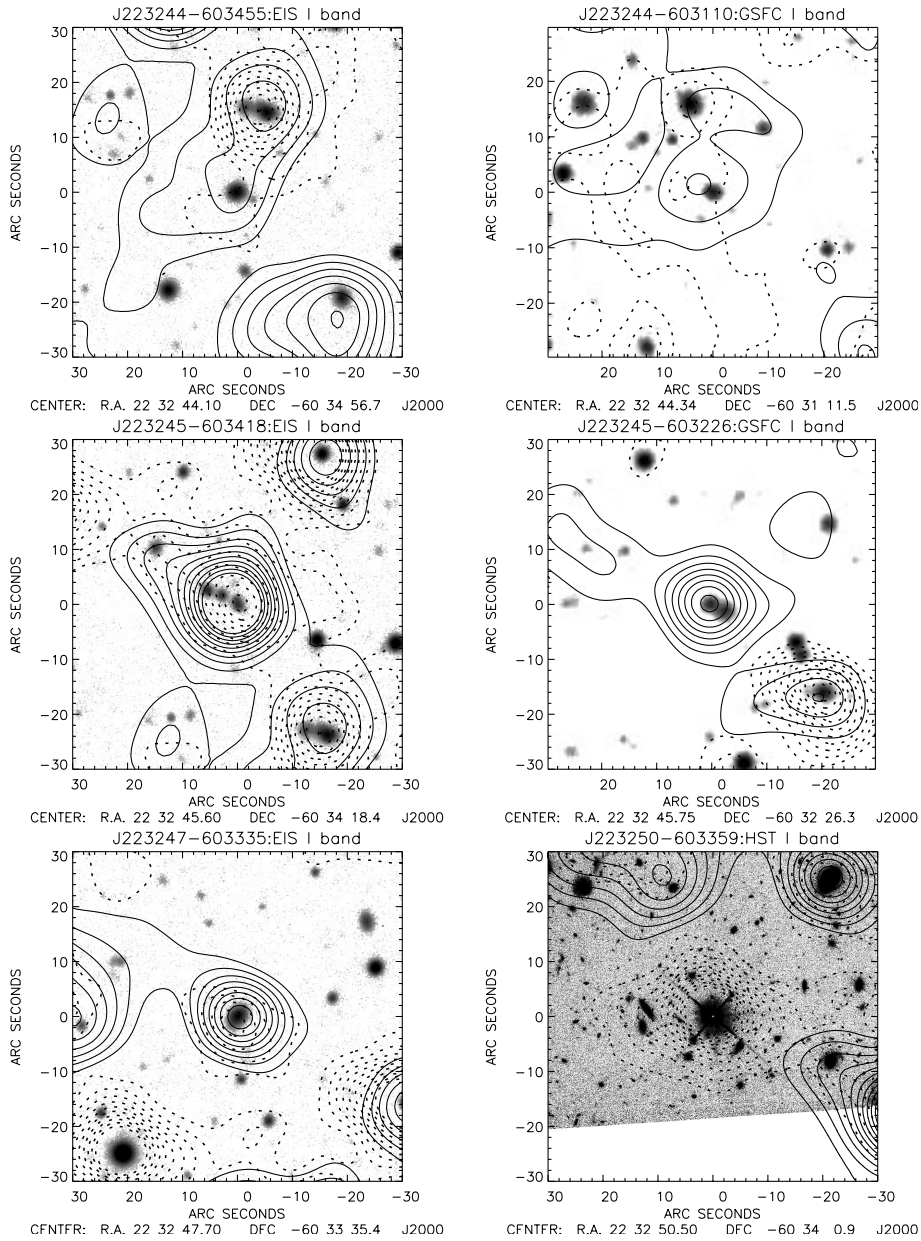 J223244-603455:EIS I band
30
20
10
0
-10
-20
-30
ARC SECONDS
30 20 10 0 -10 -20 -30
ARC SECONDS
CENTER: R.A. 22 32 44.10 DEC -60 34 56.7 J2000
J223244-603110:GSFC I band
20
10
0
-10
-20
ARC SECONDS
20 10 0 -10 -20
ARC SECONDS
CENTER: R.A. 22 32 44.34 DEC -60 31 11.5 J2000
J223245-603418:EIS I band
30
20
10
0
-10
-20
-30
ARC SECONDS
30 20 10 0 -10 -20 -30
ARC SECONDS
CENTER: R.A. 22 32 45.60 DEC -60 34 18.4 J2000
J223245-603226:GSFC I band
30
20
10
0
-10
-20
-30
ARC SECONDS
20 10 0 -10 -20
ARC SECONDS
CENTER: R.A. 22 32 45.75 DEC -60 32 26.3 J2000
J223247-603335:EIS I band
30
20
10
0
-10
-20
-30
ARC SECONDS
30 20 10 0 -10 -20 -30
ARC SECONDS
CENTER: R.A. 22 32 47.70 DEC -60 33 35.4 J2000
J223250-603359:HST I band
30
20
10
0
-10
-20
-30
ARC SECONDS
30 20 10 0 -10 -20 -30
ARC SECONDS
CENTER: R.A. 22 32 50.50 DEC -60 34 0.9 J2000